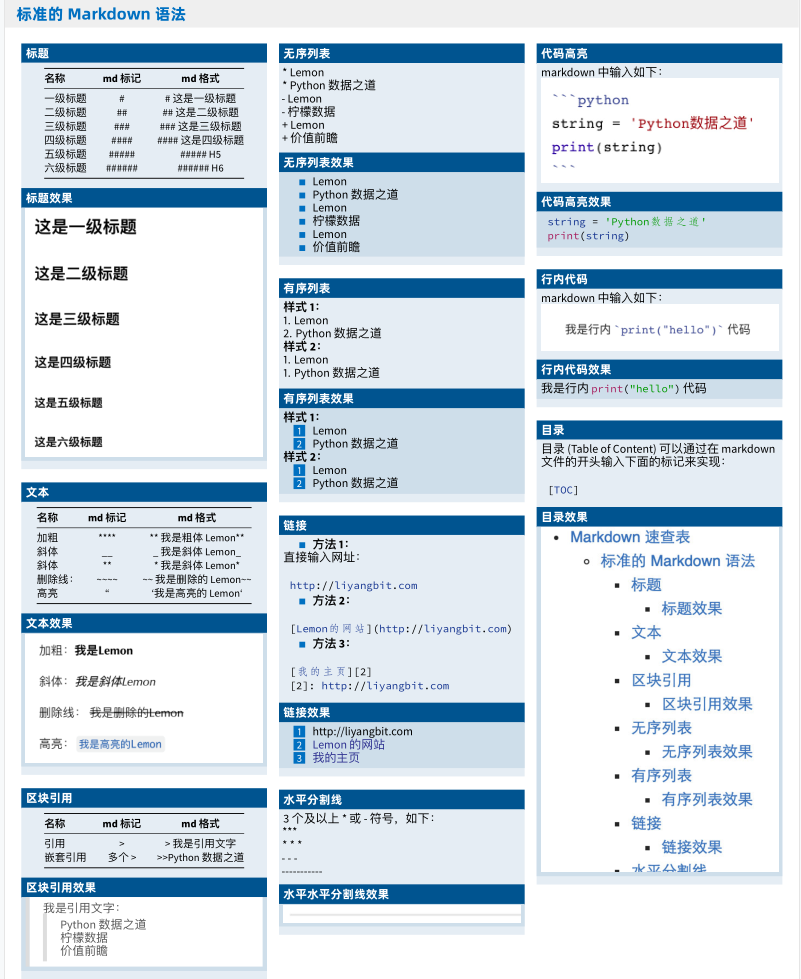 标准的 Markdown 语法
标题
名称 md 标记 md 格式
一级标题 # # 这是一级标题
二级标题 ## ## 这是二级标题
三级标题 ### ### 这是三级标题
四级标题 #### #### 这是四级标题
五级标题 ##### ##### H5
六级标题 ###### ###### H6
标题效果
这是一级标题
这是二级标题
这是三级标题
这是四级标题
这是五级标题
这是六级标题
文本
名称 md 标记 md 格式
加粗 **** ** 我是粗体 Lemon**
斜体 __ _ 我是斜体 Lemon_
斜体 ** * 我是斜体 Lemon*
删除线： ~~~~ ~~ 我是删除的 Lemon~~
高亮 “ ‘我是高亮的 Lemon‘
文本效果
加粗：我是Lemon
斜体：我是斜体Lemon
删除线：我是删除的Lemon
高亮：我是高亮的Lemon
区块引用
名称 md 标记 md 格式
引用 > > 我是引用文字
嵌套引用 多个 > >>Python 数据之道
区块引用效果
我是引用文字：
Python 数据之道
柠檬数据
价值前瞻
无序列表
* Lemon
* Python 数据之道
- Lemon
- 柠檬数据
+ Lemon
+ 价值前瞻
无序列表效果
Lemon
Python 数据之道
Lemon
柠檬数据
Lemon
价值前瞻
有序列表
样式 1：
1. Lemon
2. Python 数据之道
样式 2：
1. Lemon
1. Python 数据之道
有序列表效果
样式 1：
1 Lemon
2 Python 数据之道
样式 2：
1 Lemon
2 Python 数据之道
链接
方法 1：
直接输入网址：
http://liyangbit.com
方法 2：
[Lemon的网站](http://liyangbit.com)
方法 3：
[我的主页][2]
[2]: http://liyangbit.com
链接效果
1 http://liyangbit.com
2 Lemon 的网站
3 我的主页
水平分割线
3 个及以上 * 或 - 符号，如下：
***
* * *
- - -
-----------
水平水平分割线效果
代码高亮
markdown 中输入如下：
```python
string = 'Python数据之道'
print(string)
```
代码高亮效果
string = 'Python数据之道'
print(string)
行内代码
markdown 中输入如下：
我是行内 `print("hello")` 代码
行内代码效果
我是行内 print("hello") 代码
目录
目录 (Table of Content) 可以通过在 markdown
文件的开头输入下面的标记来实现：
[TOC]
目录效果
Markdown 速查表
标准的 Markdown 语法
标题
标题效果
文本
文本效果
区块引用
区块引用效果
无序列表
无序列表效果
有序列表
有序列表效果
链接
链接效果
水平分割线